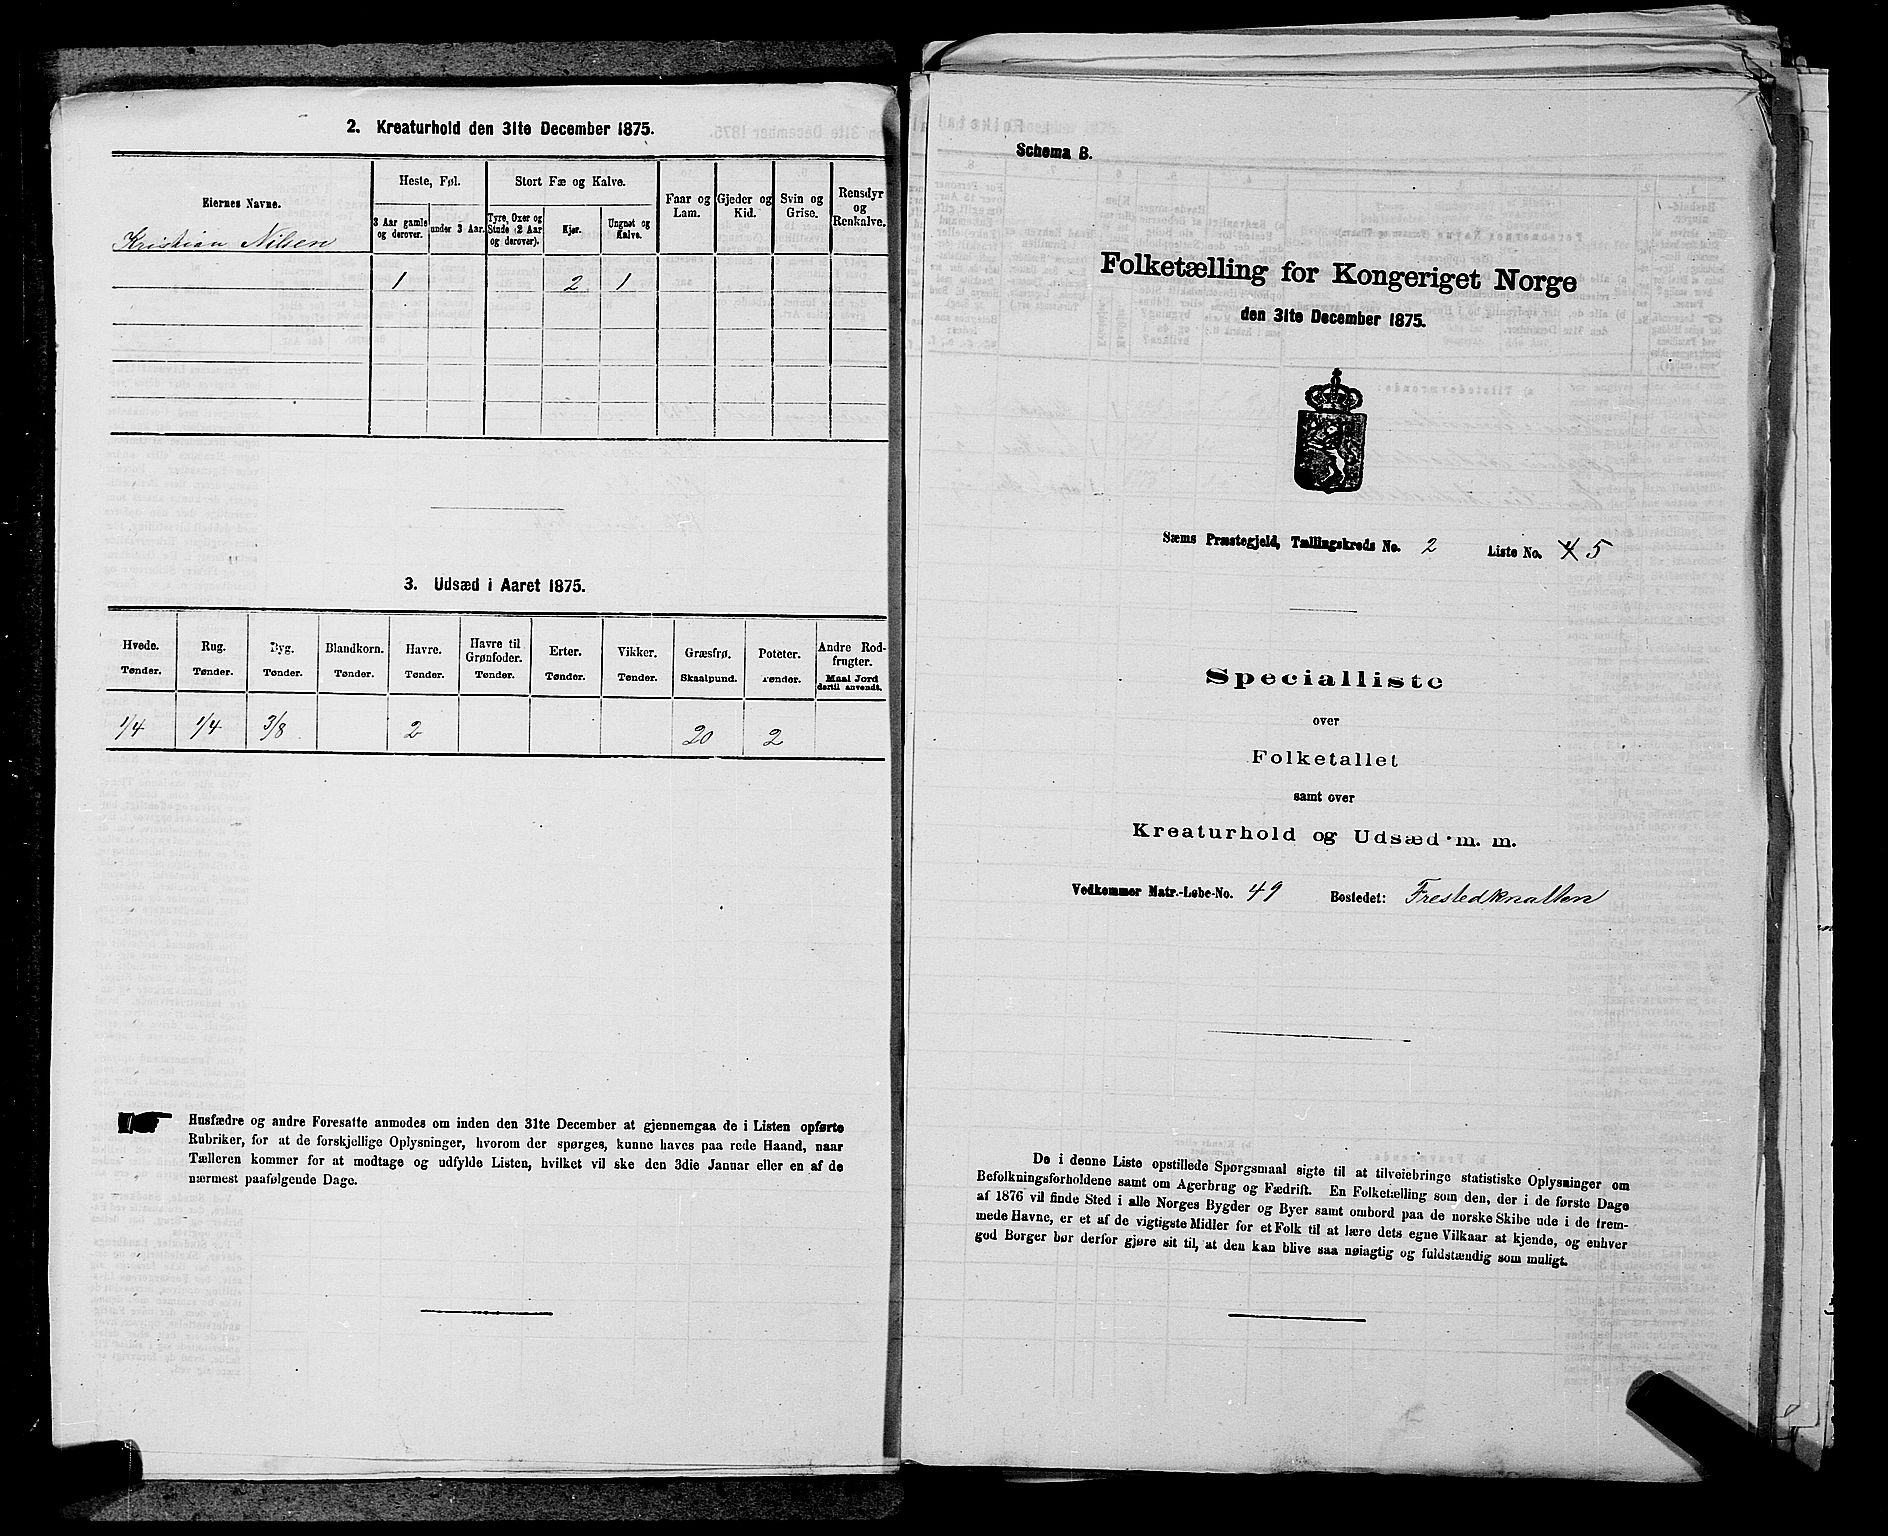 2. Kreaturhold den 31te December 1875.
Eiernes Navne.
Heste, Føl.
Stort Fæ og Kalve.
Faar og Lam.
Gjeder og Kid.
Svin og Grise.
Rensdyr og Renkalve.
3 Aar gamle og derover.
under 3 Aar.
Tyre, Oxer og Stude (2 Aar og derover).
Kjør.
Ungnøt og Kalve.
Kristian Nilsen
1 2 1
3. Udsæd i Aaret 1875.
Hvede. Rug. Byg. Blandkorn. Havre. Havre til Grønfoder. Erter. Vikker. Græsfrø. Poteter. Andre Rodfrugter.
Tønder. Tønder. Tønder. Tønder. Tønder. Tønder. Tønder. Tønder. Skaalpund. Tønder. Maal Jord dertil anvendt.
1/4 1/4 3/8 2 20 2
Husfædre og andre Foresatte anmodes om inden den 31te December at gjennemgaa de i Listen opførte
Rubriker, for at de forskjellige Oplysninger, hvorom der spørges, kunne haves paa rede Haand, naar
Tælleren kommer for at modtage og udfylde Listen, hvilket vil ske den 3die Januar eller en af de
nærmest paafølgende Dage.
Schema B.
Folketælling for Kongeriget Norge
den 31te December 1875.
Sæms Præstegjeld, Tællingskreds No. 2 Liste No. 4 5
Specialliste
over
Folketallet
samt over
Kreaturhold og Udsæd m. m.
Vedkommer Matr.-Løbe-No. 49 Bostedet: Frestedknatten
De i denne Liste opstillede Spørgsmaal sigte til at tilveiebringe statistiske Oplysninger om
Befolkningsforholdene samt om Agerbrug og Fædrift. En Folketælling som den, der i de første Dage
af 1876 vil finde Sted i alle Norges Bygder og Byer samt ombord paa de norske Skibe ude i de frem-
mede Havne, er et af de vigtigste Midler for et Folk til at lære dets egne Vilkaar at kjende, og enhver
god Borger bør derfor gjøre sit til, at den kan blive saa nøiagtig og fuldstændig som muligt.